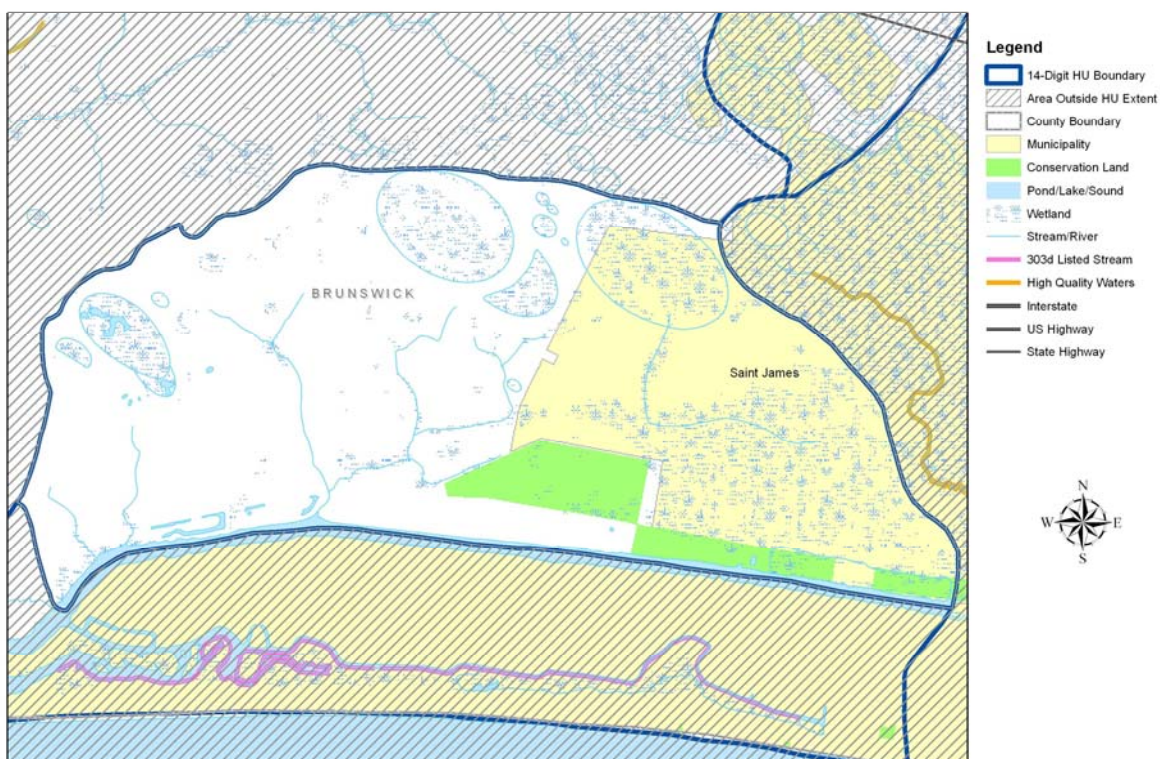 BRUNSWICK
Saint James
Legend
14-Digit HU Boundary
Area Outside HU Extent
County Boundary
Municipality
Conservation Land
Pond/Lake/Sound
Wetland
Stream/River
303d Listed Stream
High Quality Waters
Interstate
US Highway
State Highway
N
W E
S